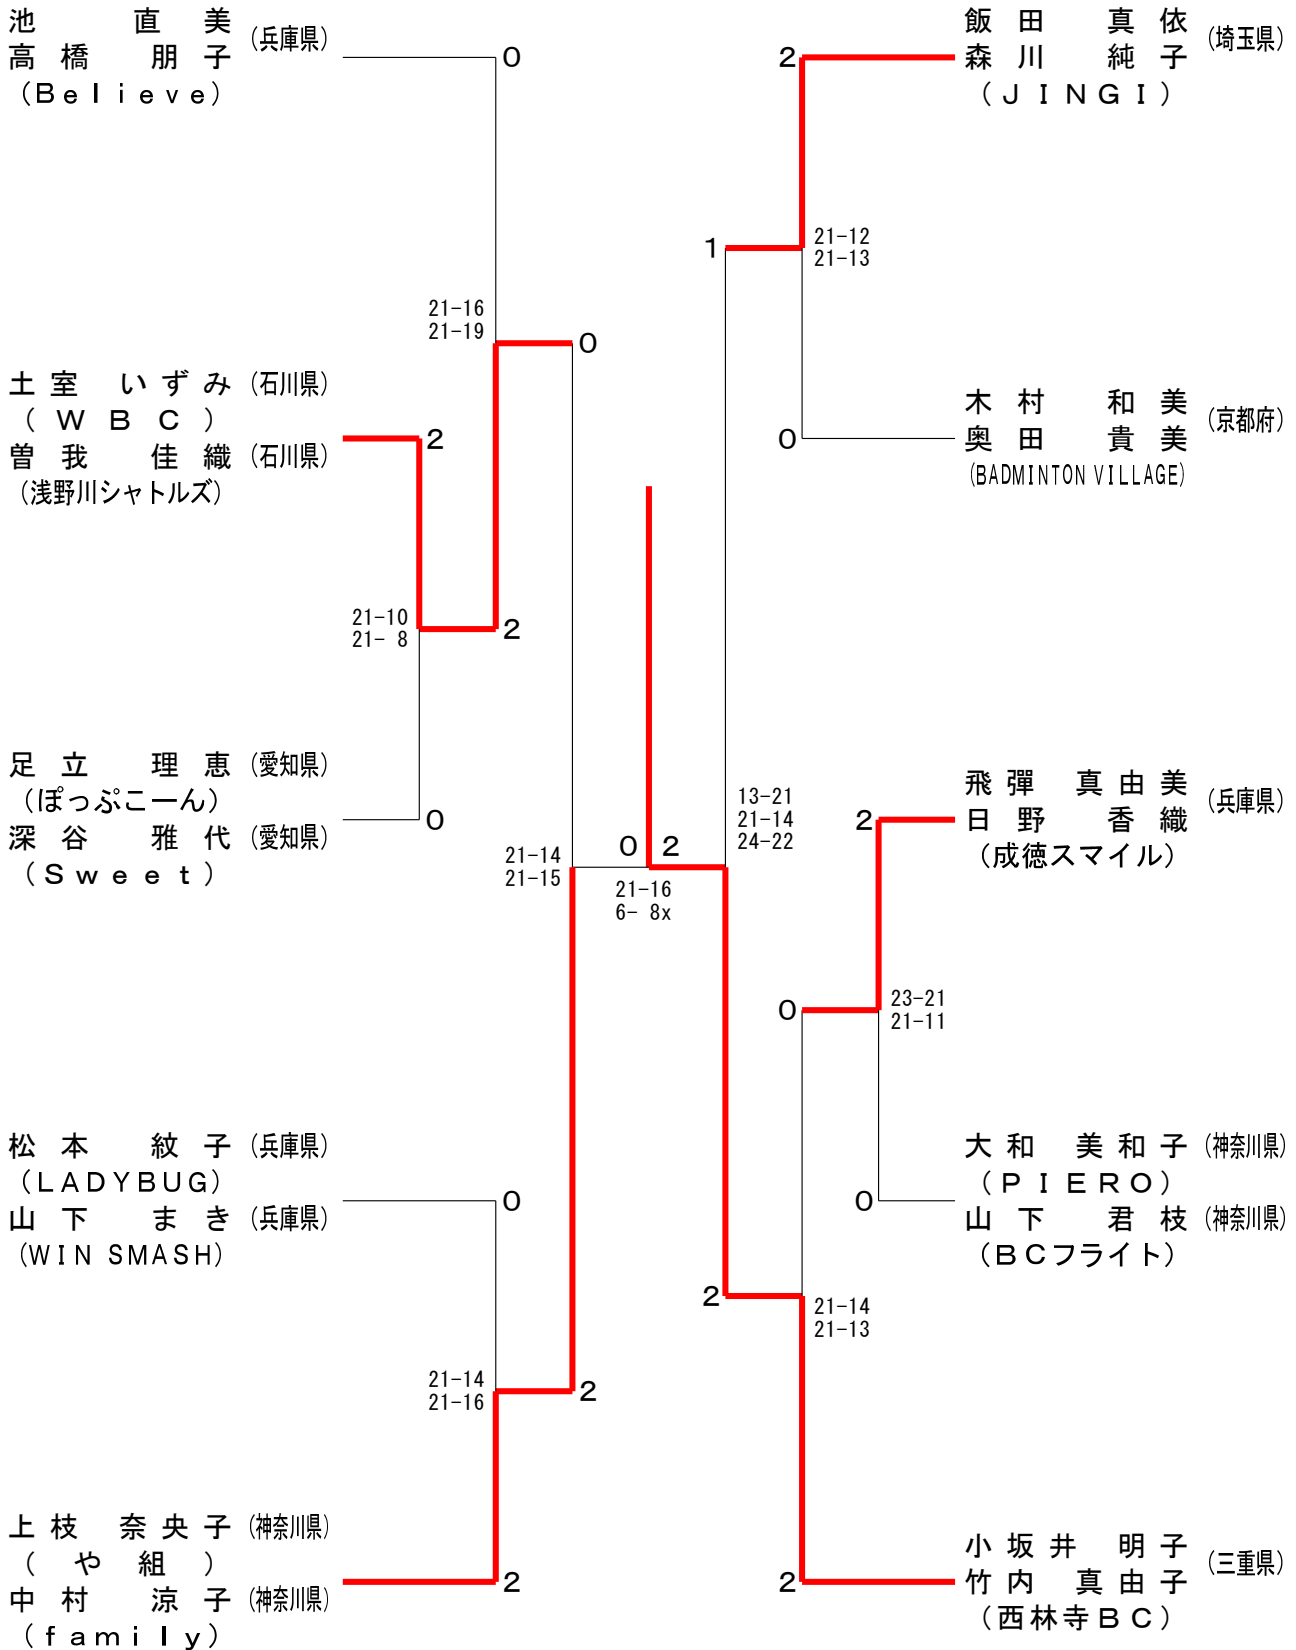 池 直美 (兵庫県)
高橋 朋子
(Believe)
0
土室 いずみ (石川県)
(WBC)
曽我 佳織 (石川県)
(浅野川シャトルズ)
2
21-16
21-19
0
21-10
21- 8
2
足立 理恵 (愛知県)
(ぽっぷこーん)
深谷 雅代 (愛知県)
(Sweet)
0
21-14
21-15
松本 紋子 (兵庫県)
(LADYBUG)
山下 まき (兵庫県)
(WIN SMASH)
0
21-14
21-16
2
上枝 奈央子 (神奈川県)
(や組)
中村 涼子 (神奈川県)
(family)
2
0 2
21-16
6- 8x
飯田 真依 (埼玉県)
森川 純子
(JINGI)
2
1
21-12
21-13
木村 和美 (京都府)
奥田 貴美
(BADMINTON VILLAGE)
0
13-21
21-14
24-22
飛彈 真由美 (兵庫県)
日野 香織
(成徳スマイル)
2
0
23-21
21-11
大和 美和子 (神奈川県)
(PIERO)
山下 君枝 (神奈川県)
(BCフライト)
0
2
21-14
21-13
小坂井 明子 (三重県)
竹内 真由子
(西林寺BC)
2